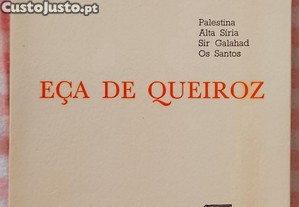 CustoJusto.pt
Palestina
Alta Síria
Sir Galahad
Os Santos
EÇA DE QUEIROZ